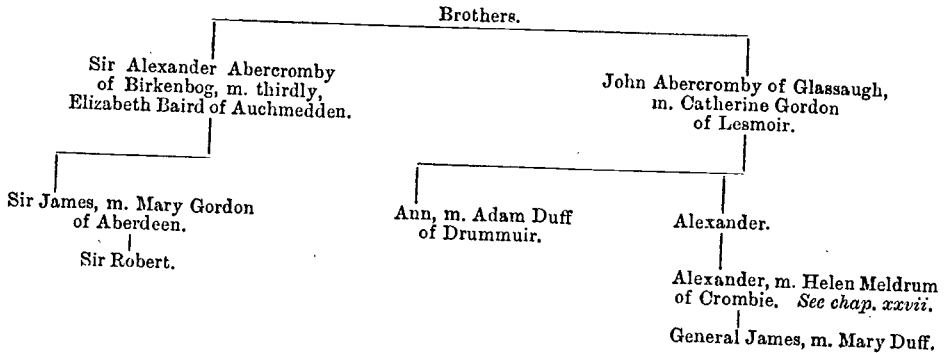 Brothers.
Sir Alexander Abercromby
of Birkenbog, m. thirdly,
Elizabeth Baird of Auchmedden.
John Abercromby of Glassaugh,
m. Catherine Gordon
of Lesmoir.
Sir James, m. Mary Gordon
of Aberdeen.
Sir Robert.
Ann, m. Adam Duff
of Drummuir.
Alexander.
Alexander, m. Helen Meldrum
of Crombie. See chap. xxvii.
General James, m. Mary Duff.